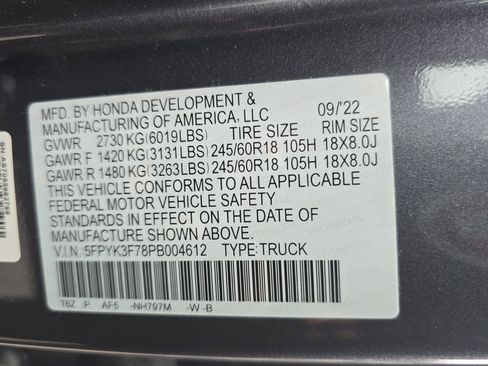 MFD. BY HONDA DEVELOPMENT & 09/'22
MANUFACTURING OF AMERICA, LLC
GVWR 2730 KG(6019LBS) TIRE SIZE RIM SIZE
GAWR F 1420 KG(3131LBS) 245/60R18 105H 18X8.0J
GAWR R 1480 KG(3263LBS) 245/60R18 105H 18X8.0J
THIS VEHICLE CONFORMS TO ALL APPLICABLE
FEDERAL MOTOR VEHICLE SAFETY
STANDARDS IN EFFECT ON THE DATE OF
MANUFACTURE SHOWN ABOVE.
V.I.N.:5FPYK3F78PB004612 TYPE:TRUCK
T6Z :P AF5 -NH797M -W -B